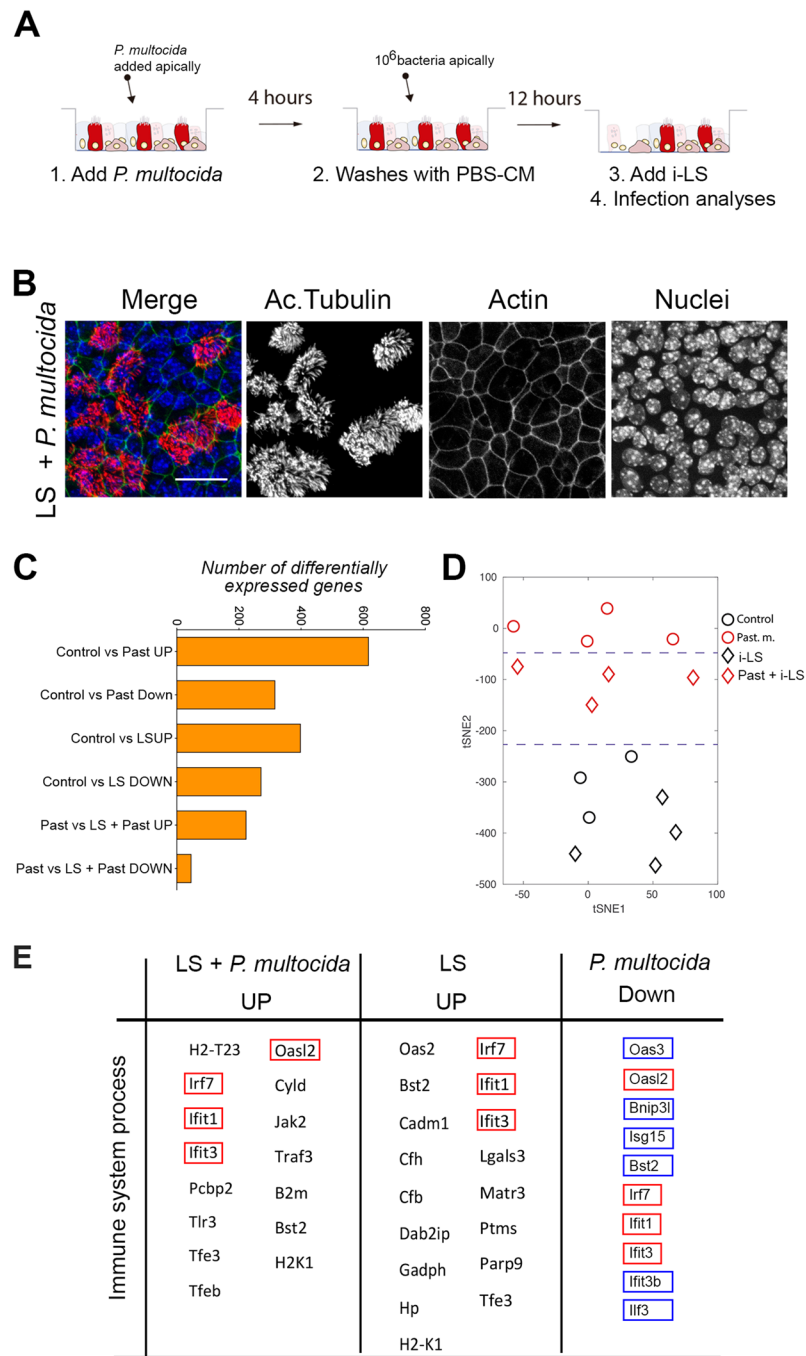 A
P. multocida
added apically
10⁶bacteria apically
4 hours
12 hours
1. Add P. multocida
2. Washes with PBS-CM
3. Add i-LS
4. Infection analyses
B
Merge
Ac.Tubulin
Actin
Nuclei
LS + P. multocida
C
Number of differentially
expressed genes
0
200
400
600
800
Control vs Past UP
Control vs Past Down
Control vs LSUP
Control vs LS DOWN
Past vs LS + Past UP
Past vs LS + Past DOWN
D
100
0
-100
-200
-300
-400
-500
tSNE2
-50
0
50
100
tSNE1
Control
Past. m.
i-LS
Past + i-LS
E
LS + P. multocida
UP
LS
UP
P. multocida
Down
Immune system process
H2-T23
Irf7
Ifit1
Ifit3
Pcbp2
Tlr3
Tfe3
Tfeb
Oasl2
Cyld
Jak2
Traf3
B2m
Bst2
H2K1
Oas2
Bst2
Cadm1
Cfh
Cfb
Dab2ip
Gadph
Hp
H2-K1
Irf7
Ifit1
Ifit3
Lgals3
Matr3
Ptms
Parp9
Tfe3
Oas3
Oasl2
Bnip3l
Isg15
Bst2
Irf7
Ifit1
Ifit3
Ifit3b
Ilf3